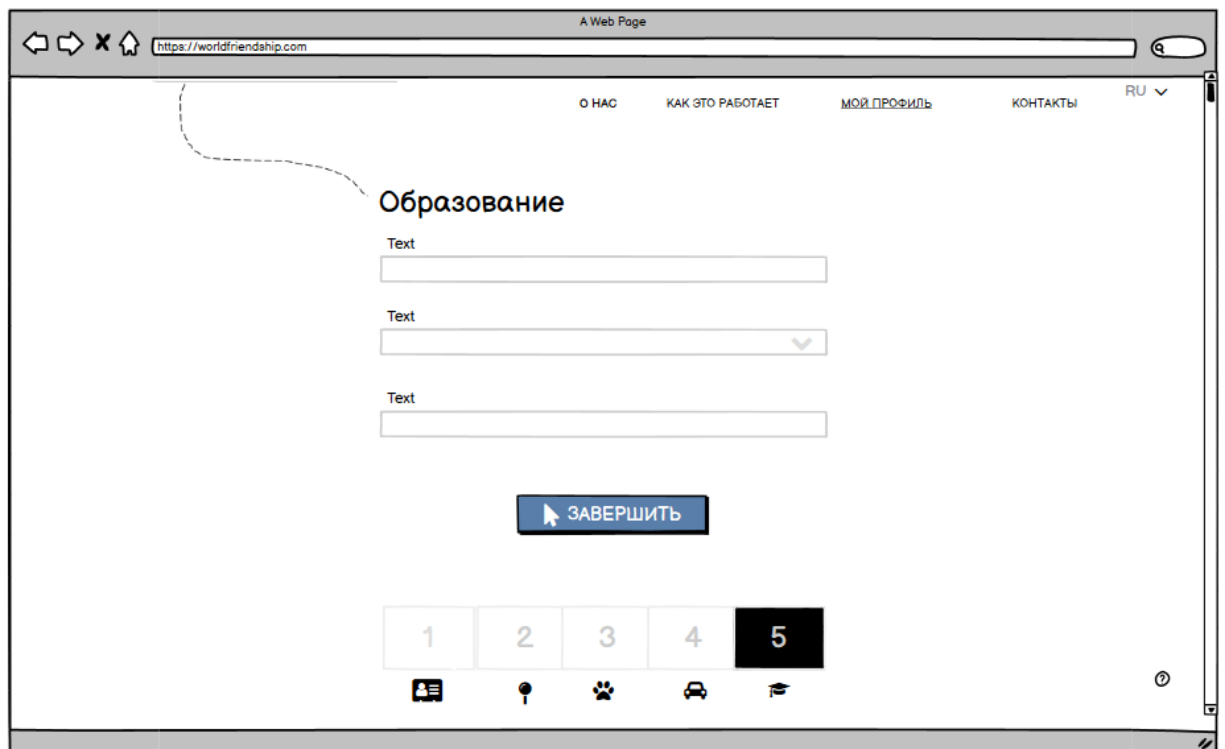 A Web Page
https://worldfriendship.com
О НАС КАК ЭТО РАБОТАЕТ МОЙ ПРОФИЛЬ КОНТАКТЫ RU
Образование
Text
Text
Text
ЗАВЕРШИТЬ
1 2 3 4 5
?